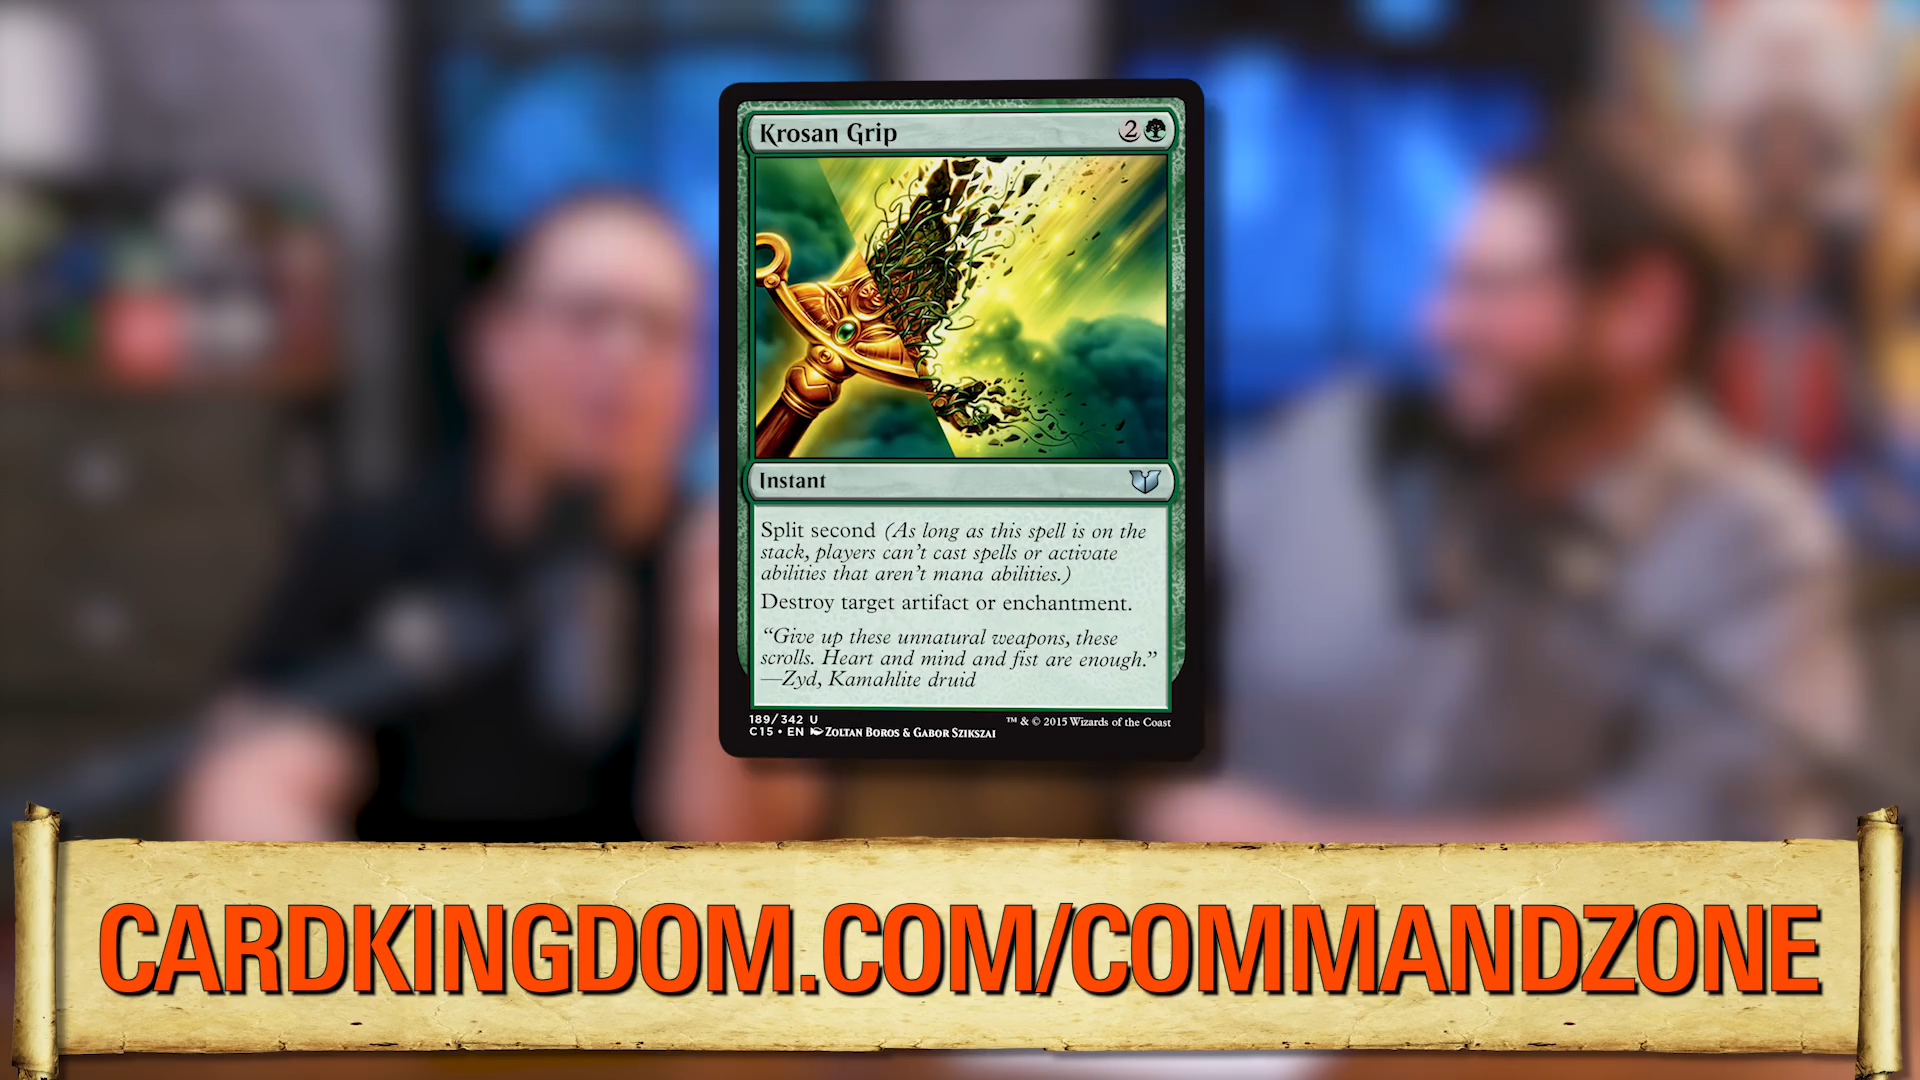 Krosan Grip 2
Instant
Split second (As long as this spell is on the
stack, players can't cast spells or activate
abilities that aren't mana abilities.)
Destroy target artifact or enchantment.
"Give up these unnatural weapons, these
scrolls. Heart and mind and fist are enough."
—Zyd, Kamahlite druid
189/342 U
™ & © 2015 Wizards of the Coast
C15 • EN Zoltan Boros & Gabor Szikszai
CARDKINGDOM.COM/COMMANDZONE